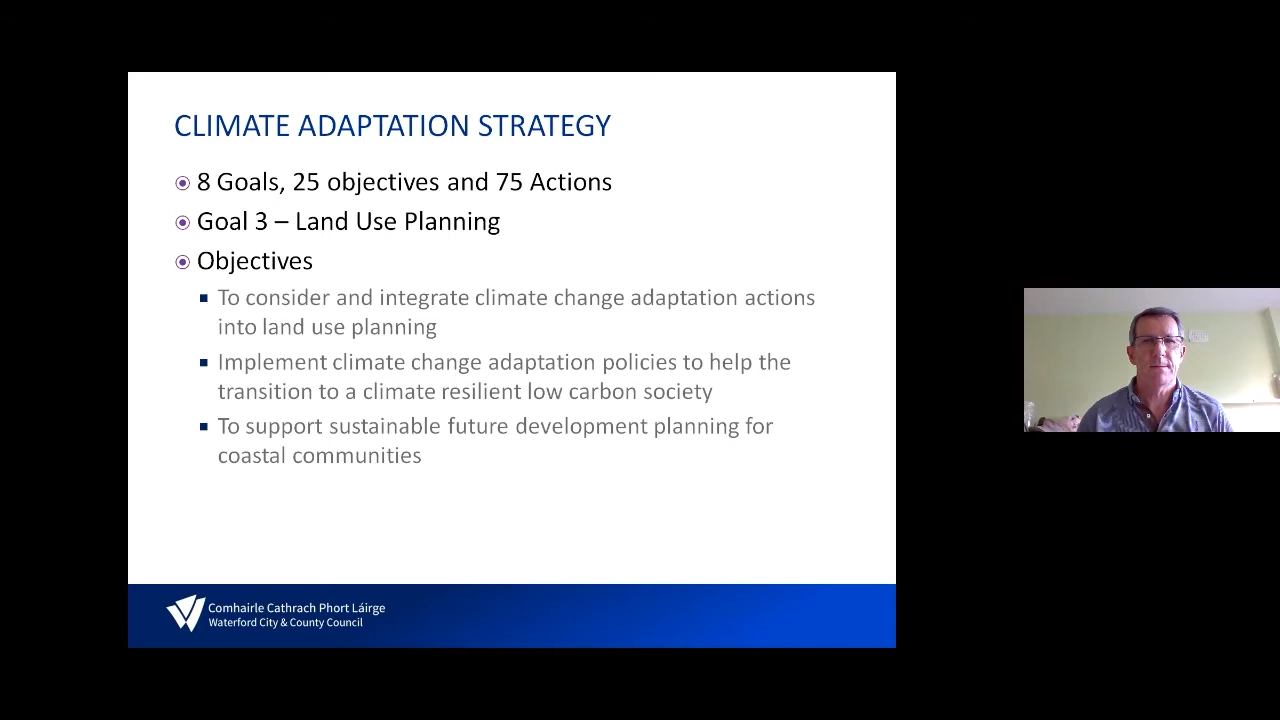 CLIMATE ADAPTATION STRATEGY
8 Goals, 25 objectives and 75 Actions
Goal 3 – Land Use Planning
Objectives
To consider and integrate climate change adaptation actions
into land use planning
Implement climate change adaptation policies to help the
transition to a climate resilient low carbon society
To support sustainable future development planning for
coastal communities
Comhairle Cathrach Phort Láirge
Waterford City & County Council